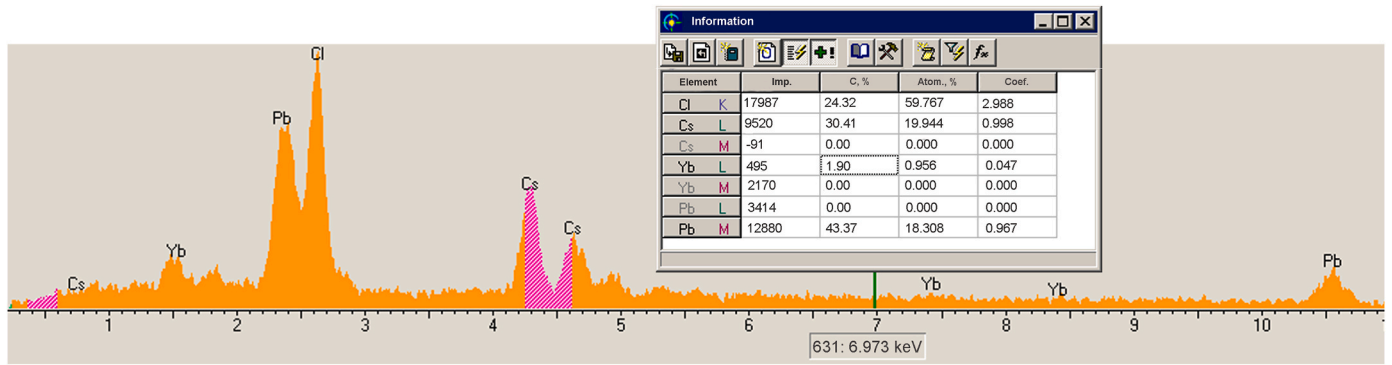 Information
Element Imp. C, % Atom., % Coef.
Cl K 17987 24.32 59.767 2.988
Cs L 9520 30.41 19.944 0.998
Cs M -91 0.00 0.000 0.000
Yb L 495 1.90 0.956 0.047
Yb M 2170 0.00 0.000 0.000
Pb L 3414 0.00 0.000 0.000
Pb M 12880 43.37 18.308 0.967
Cl
Pb
Cs
Cs
Yb
Cs
Yb
Yb
Pb
1 2 3 4 5 6 7 8 9 10
631: 6.973 keV